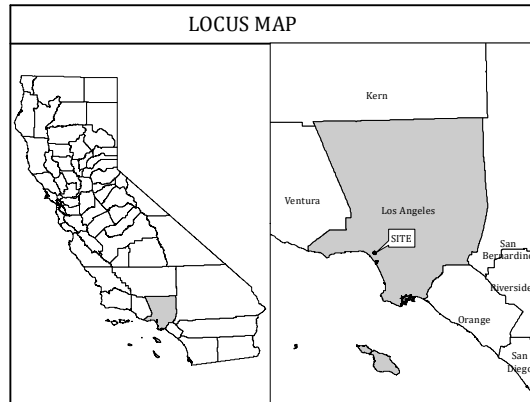 LOCUS MAP
Kern
Ventura
Los Angeles
SITE
San
Bernardino
Riverside
Orange
San
Diego